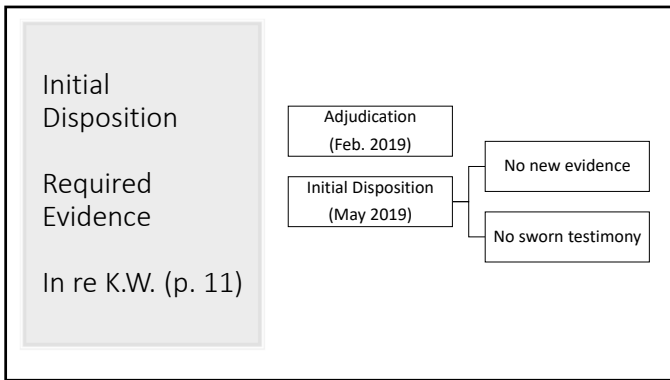 Initial
Disposition
Required
Evidence
In re K.W. (p. 11)
Adjudication
(Feb. 2019)
Initial Disposition
(May 2019)
No new evidence
No sworn testimony